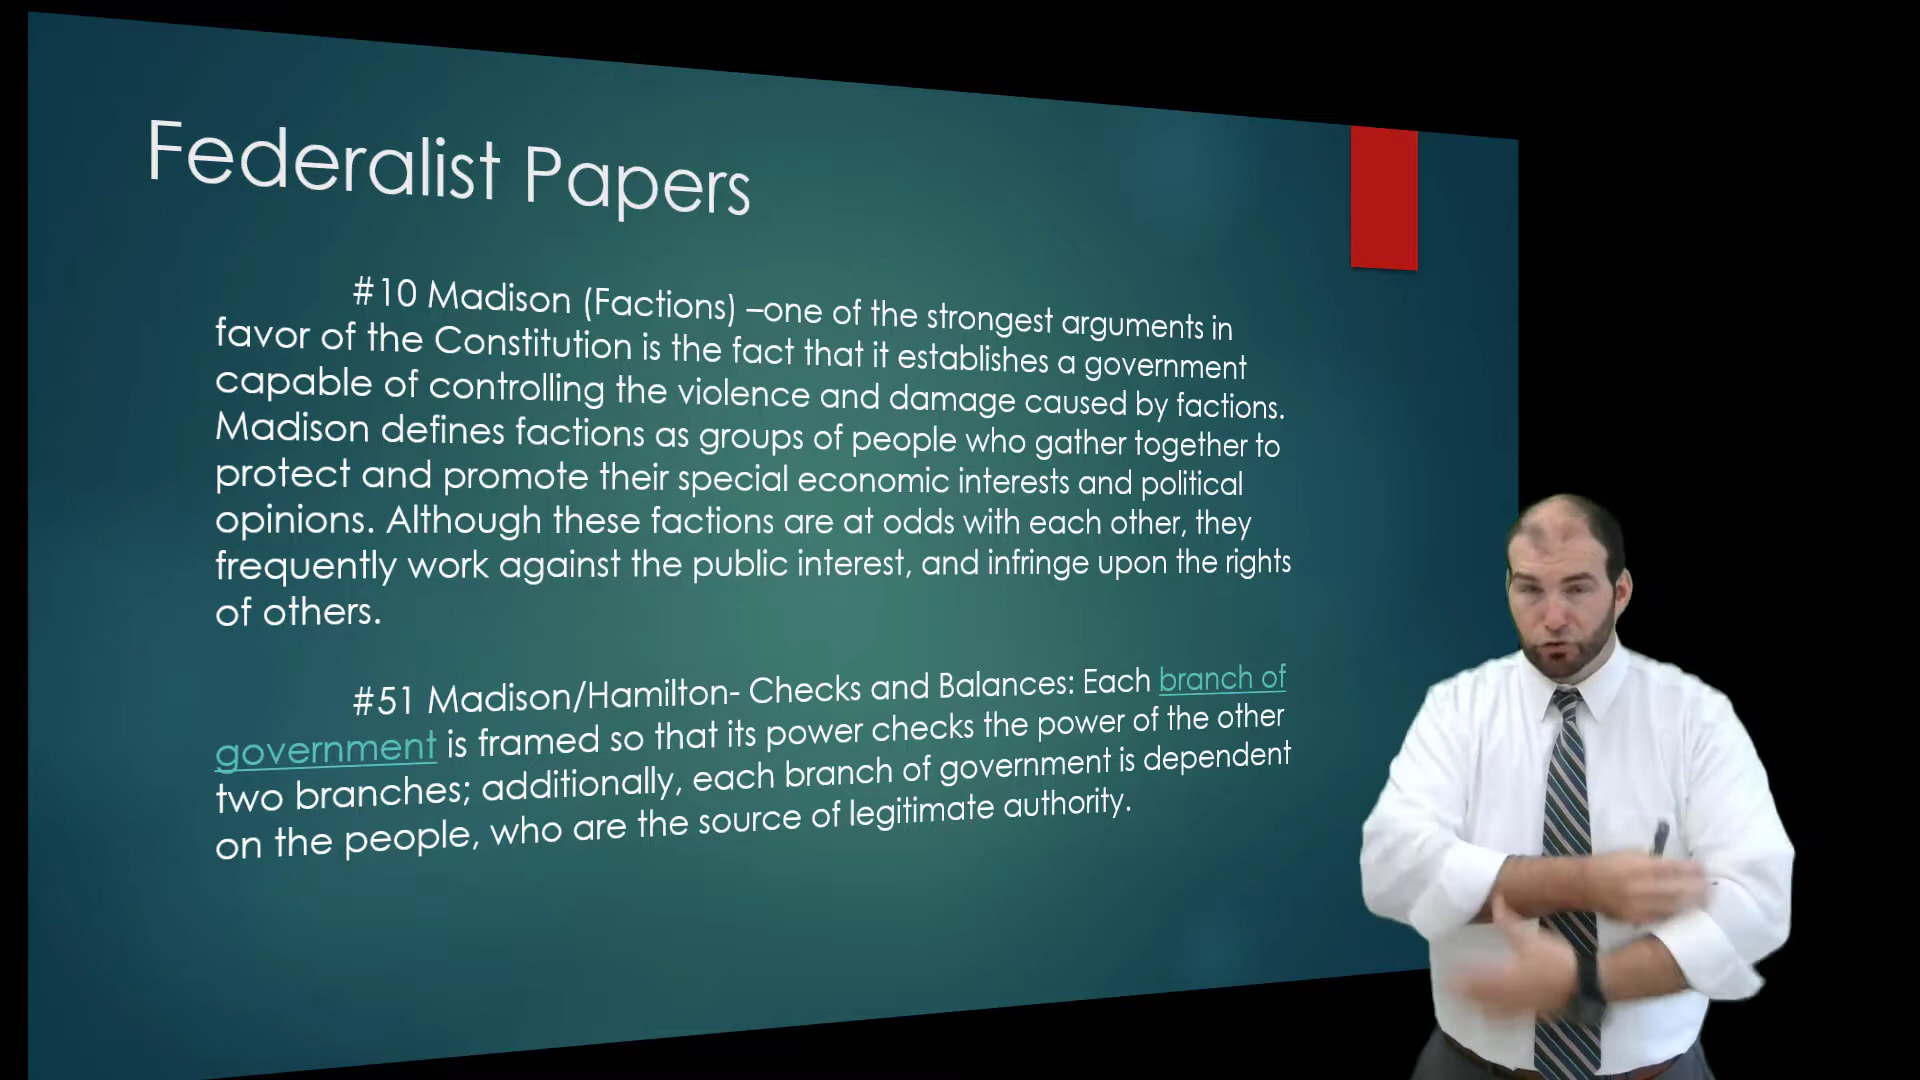 Federalist Papers
#10 Madison (Factions) –one of the strongest arguments in
favor of the Constitution is the fact that it establishes a government
capable of controlling the violence and damage caused by factions.
Madison defines factions as groups of people who gather together to
protect and promote their special economic interests and political
opinions. Although these factions are at odds with each other, they
frequently work against the public interest, and infringe upon the rights
of others.
#51 Madison/Hamilton- Checks and Balances: Each branch of
government is framed so that its power checks the power of the other
two branches; additionally, each branch of government is dependent
on the people, who are the source of legitimate authority.